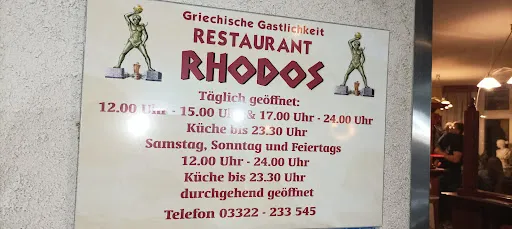 Griechische Gastlichkeit
RESTAURANT
RHODOS
Täglich geöffnet:
12.00 Uhr - 15.00 Uhr & 17.00 Uhr - 24.00 Uhr
Küche bis 23.30 Uhr
Samstag, Sonntag und Feiertags
12.00 Uhr - 24.00 Uhr
Küche bis 23.30 Uhr
durchgehend geöffnet
Telefon 03322 - 233 545